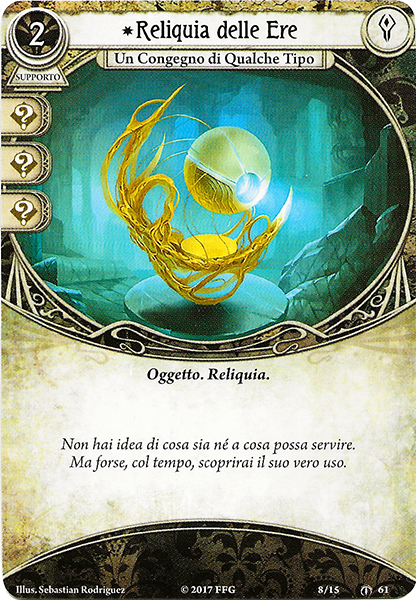 2
*Reliquia delle Ere
Un Congegno di Qualche Tipo
SUPPORTO
?
?
?
Oggetto. Reliquia.
Non hai idea di cosa sia né a cosa possa servire.
Ma forse, col tempo, scoprirai il suo vero uso.
Illus. Sebastian Rodriguez © 2017 FFG 8/15 61